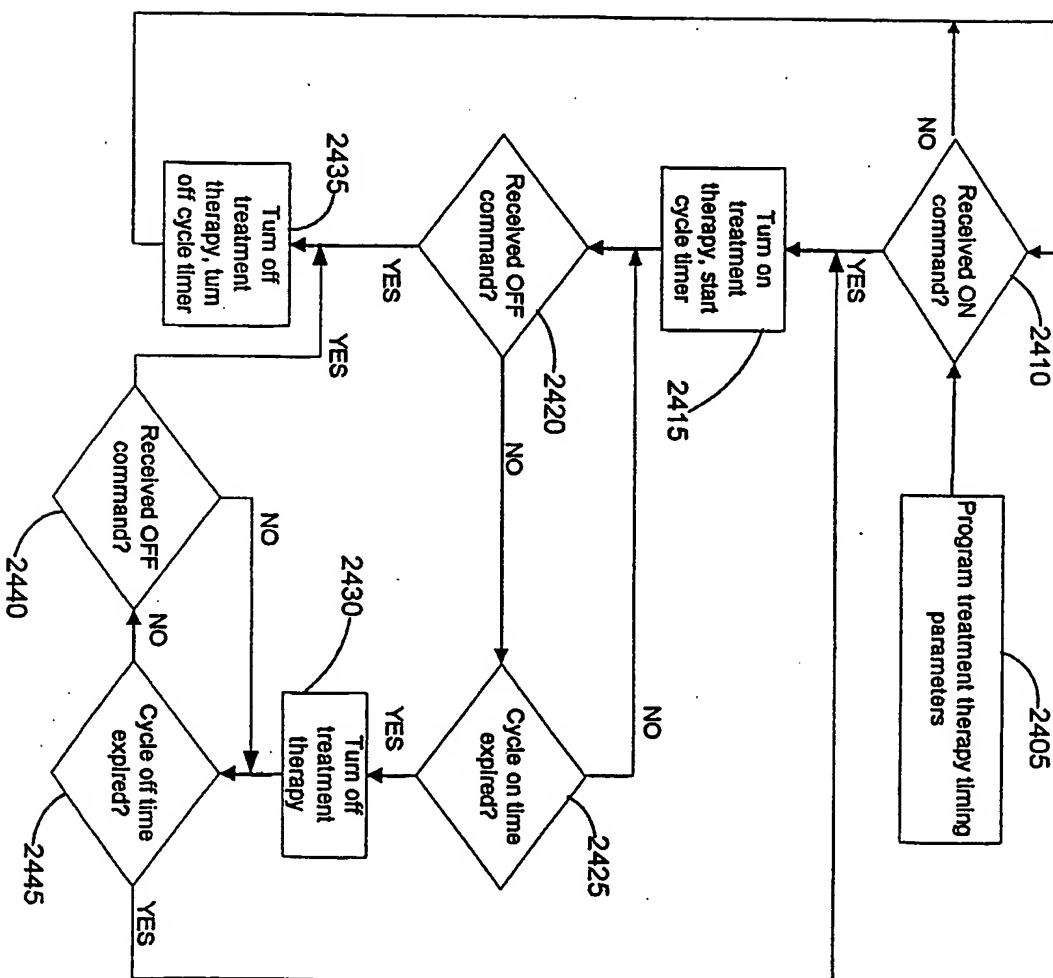 2405
Program treatment therapy timing
parameters
2410
Received ON
command?
NO
YES
2415
Turn on
treatment
therapy, start
cycle timer
2420
Received OFF
command?
NO
YES
2425
Cycle on time
expired?
NO
YES
2435
Turn off
treatment
therapy, turn
off cycle timer
2430
Turn off
treatment
therapy
2440
Received OFF
command?
YES
NO
2445
Cycle off time
expired?
NO
YES